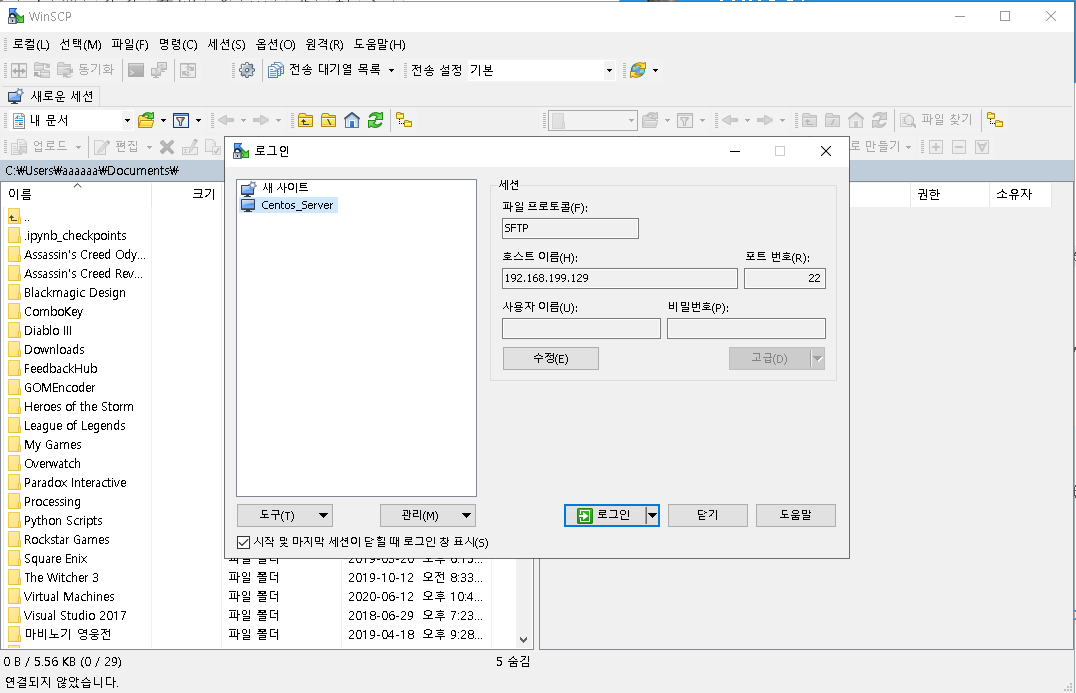 WinSCP
로컬(L) 선택(M) 파일(F) 명령(C) 세션(S) 옵션(O) 원격(R) 도움말(H)
동기화 전송 대기열 목록 전송 설정 기본
새로운 세션
내 문서 파일 찾기
업로드 편집 로 만들기
C:₩Users₩aaaaaa₩Documents₩
이름 크기 권한 소유자
..
.ipynb_checkpoints
Assassin's Creed Ody...
Assassin's Creed Rev...
Blackmagic Design
ComboKey
Diablo III
Downloads
FeedbackHub
GOMEncoder
Heroes of the Storm
League of Legends
My Games
Overwatch
Paradox Interactive
Processing
Python Scripts
Rockstar Games
Square Enix
The Witcher 3
Virtual Machines
Visual Studio 2017
마비노기 영웅전
로그인
새 사이트
Centos_Server
세션
파일 프로토콜(F):
SFTP
호스트 이름(H): 포트 번호(R):
192.168.199.129 22
사용자 이름(U): 비밀번호(P):
수정(E) 고급(D)
도구(T) 관리(M) 로그인 닫기 도움말
시작 및 마지막 세션이 닫힐 때 로그인 창 표시(S)
파일 폴더
파일 폴더 2019-10-12 오전 8:33...
파일 폴더 2020-06-12 오후 10:4...
파일 폴더 2018-06-29 오후 7:23...
파일 폴더 2019-04-18 오후 9:28...
0 B / 5.56 KB (0 / 29) 5 숨김
연결되지 않았습니다.